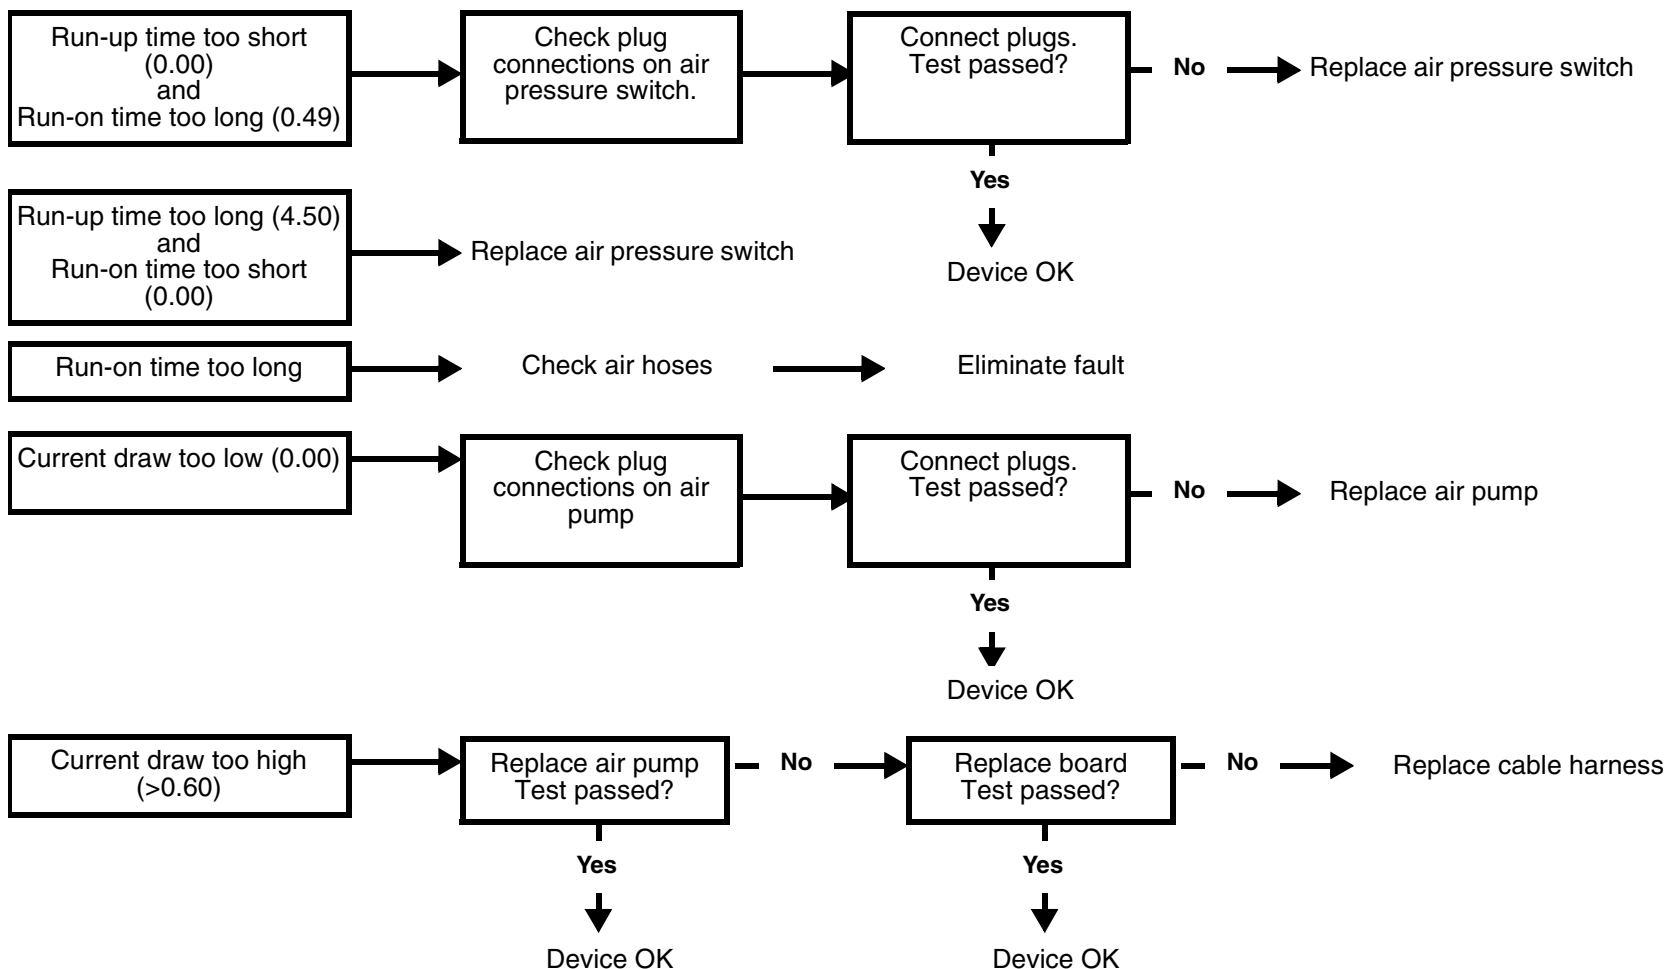 Run-up time too short
(0.00)
and
Run-on time too long (0.49)
Check plug
connections on air
pressure switch.
Connect plugs.
Test passed?
No
Replace air pressure switch
Yes
Device OK
Run-up time too long (4.50)
and
Run-on time too short
(0.00)
Replace air pressure switch
Run-on time too long
Check air hoses
Eliminate fault
Current draw too low (0.00)
Check plug
connections on air
pump
Connect plugs.
Test passed?
No
Replace air pump
Yes
Device OK
Current draw too high
(>0.60)
Replace air pump
Test passed?
No
Replace board
Test passed?
No
Replace cable harness
Yes
Device OK
Yes
Device OK